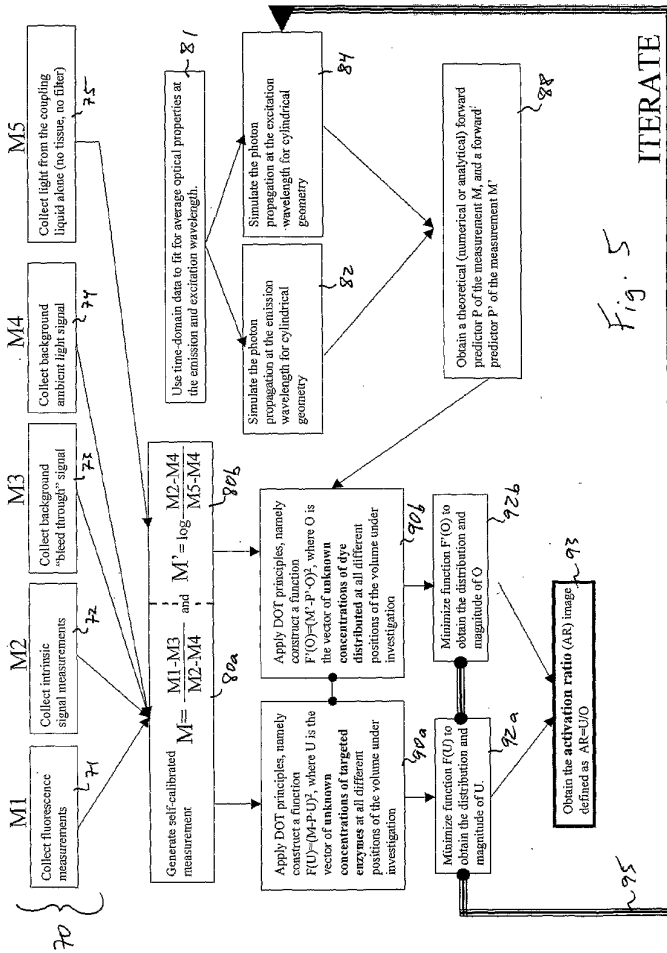 M1
M2
M3
M4
M5
70
Collect fluorescence
measurements
71
Collect intrinsic
signal measurements
72
Collect background
"bleed through" signal
73
Collect background
ambient light signal
74
Collect light from the coupling
liquid alone (no tissue, no filter)
75
Generate self-calibrated
measurement
M= M1-M3
M2-M4
and
M'=log M2-M4
M5-M4
80a
80b
Use time-domain data to fit for average optical properties at
the emission and excitation wavelength.
81
Simulate the photon
propagation at the emission
wavelength for cylindrical
geometry
82
Simulate the photon
propagation at the excitation
wavelength for cylindrical
geometry
84
Apply DOT principles, namely
construct a function
F(U)=(M-P·U)², where U is the
vector of unknown
concentrations of targeted
enzymes at all different
positions of the volume under
investigation
90a
Apply DOT principles, namely
construct a function
F'(O)=(M'-P'·O)², where O is
the vector of unknown
concentrations of dye
distributed at all different
positions of the volume under
investigation
90b
Obtain a theoretical (numerical or analytical) forward
predictor P of the measurement M, and a forward'
predictor P' of the measurement M'
88
Minimize function F(U) to
obtain the distribution and
magnitude of U.
92a
Minimize function F'(O) to
obtain the distribution and
magnitude of O
92b
Obtain the activation ratio (AR) image
defined as AR=U/O
93
95
Fig. 5
ITERATE